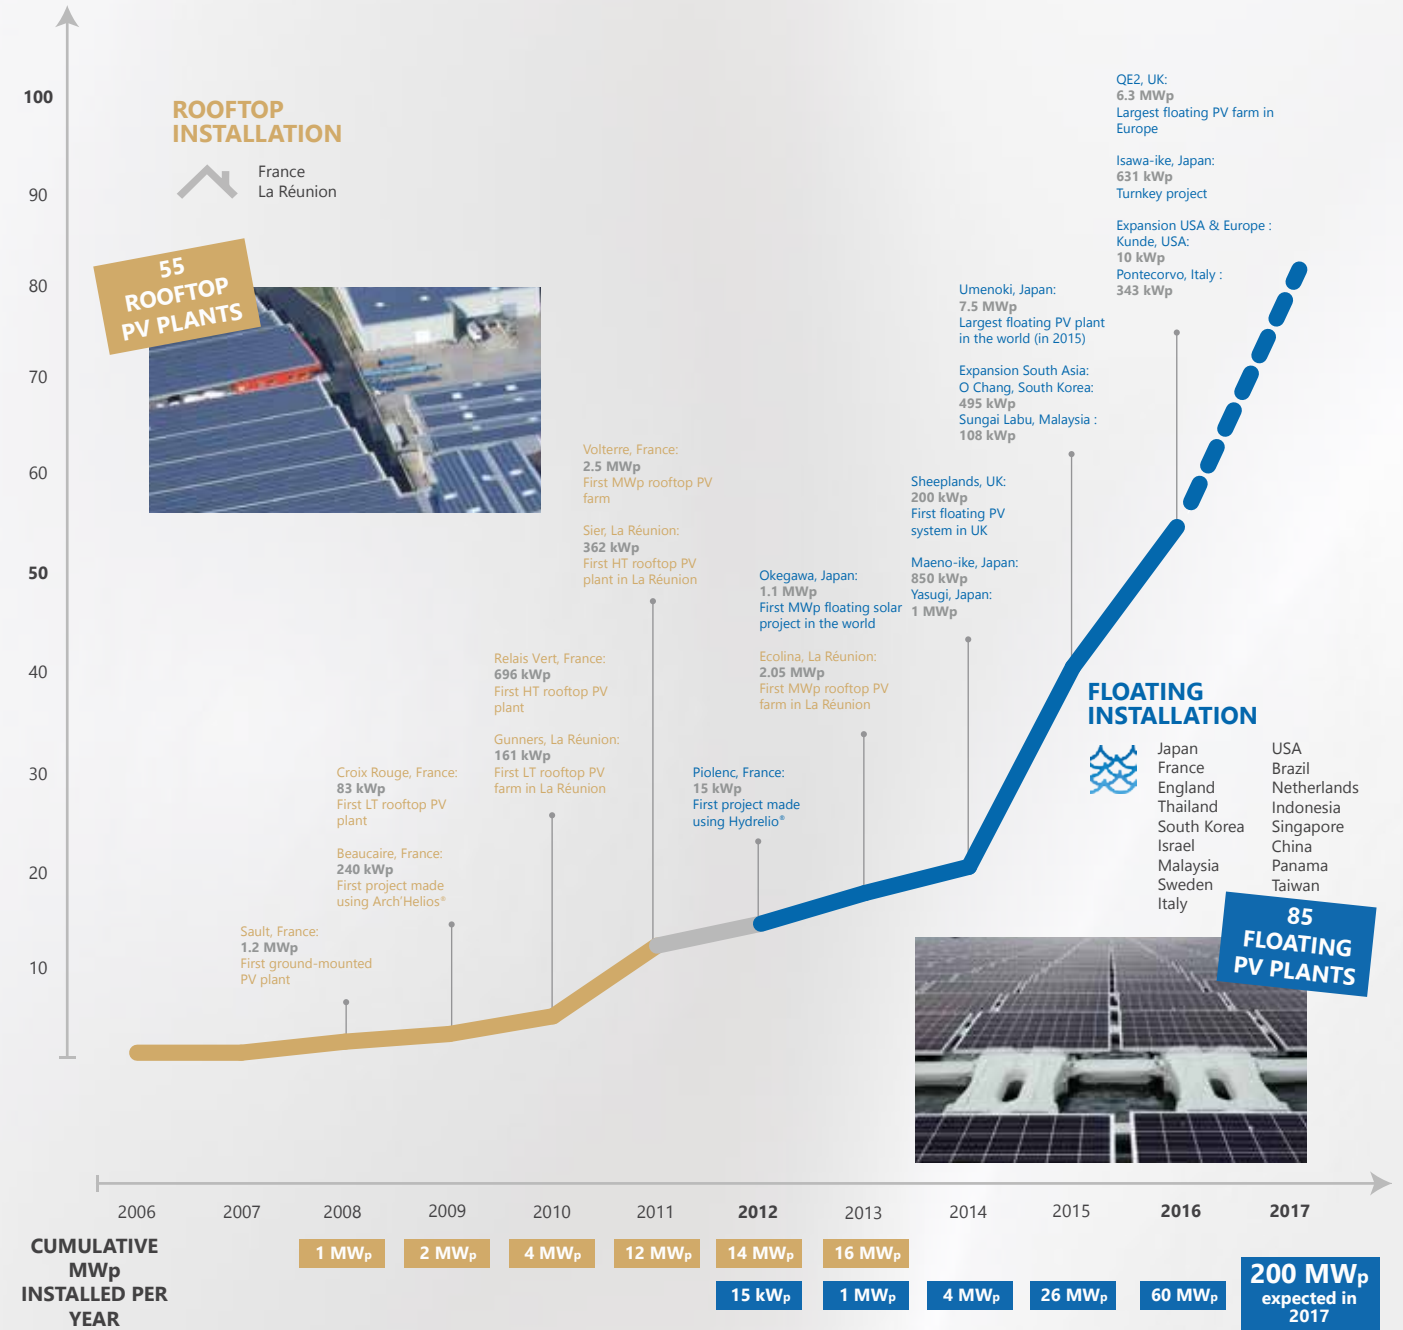 100
90
80
70
60
50
40
30
20
10
ROOFTOP
INSTALLATION
France
La Réunion
55
ROOFTOP
PV PLANTS
Sault, France:
1.2 MWp
First ground-mounted
PV plant
Croix Rouge, France:
83 kWp
First LT rooftop PV
plant
Beaucaire, France:
240 kWp
First project made
using Arch'Helios®
Relais Vert, France:
696 kWp
First HT rooftop PV
plant
Gunners, La Réunion:
161 kWp
First LT rooftop PV
farm in La Réunion
Volterre, France:
2.5 MWp
First MWp rooftop PV
farm
Sier, La Réunion:
362 kWp
First HT rooftop PV
plant in La Réunion
Piolenc, France:
15 kWp
First project made
using Hydrelio®
Okegawa, Japan:
1.1 MWp
First MWp floating solar
project in the world
Ecolina, La Réunion:
2.05 MWp
First MWp rooftop PV
farm in La Réunion
Sheeplands, UK:
200 kWp
First floating PV
system in UK
Maeno-ike, Japan:
850 kWp
Yasugi, Japan:
1 MWp
Umenoki, Japan:
7.5 MWp
Largest floating PV plant
in the world (in 2015)
Expansion South Asia:
O Chang, South Korea:
495 kWp
Sungai Labu, Malaysia :
108 kWp
QE2, UK:
6.3 MWp
Largest floating PV farm in
Europe
Isawa-ike, Japan:
631 kWp
Turnkey project
Expansion USA & Europe :
Kunde, USA:
10 kWp
Pontecorvo, Italy :
343 kWp
FLOATING
INSTALLATION
Japan
France
England
Thailand
South Korea
Israel
Malaysia
Sweden
Italy
USA
Brazil
Netherlands
Indonesia
Singapore
China
Panama
Taiwan
85
FLOATING
PV PLANTS
2006 2007 2008 2009 2010 2011 2012 2013 2014 2015 2016 2017
CUMULATIVE
MWp
INSTALLED PER
YEAR
1 MWp 2 MWp 4 MWp 12 MWp 14 MWp 16 MWp
15 kWp 1 MWp 4 MWp 26 MWp 60 MWp
200 MWp
expected in
2017